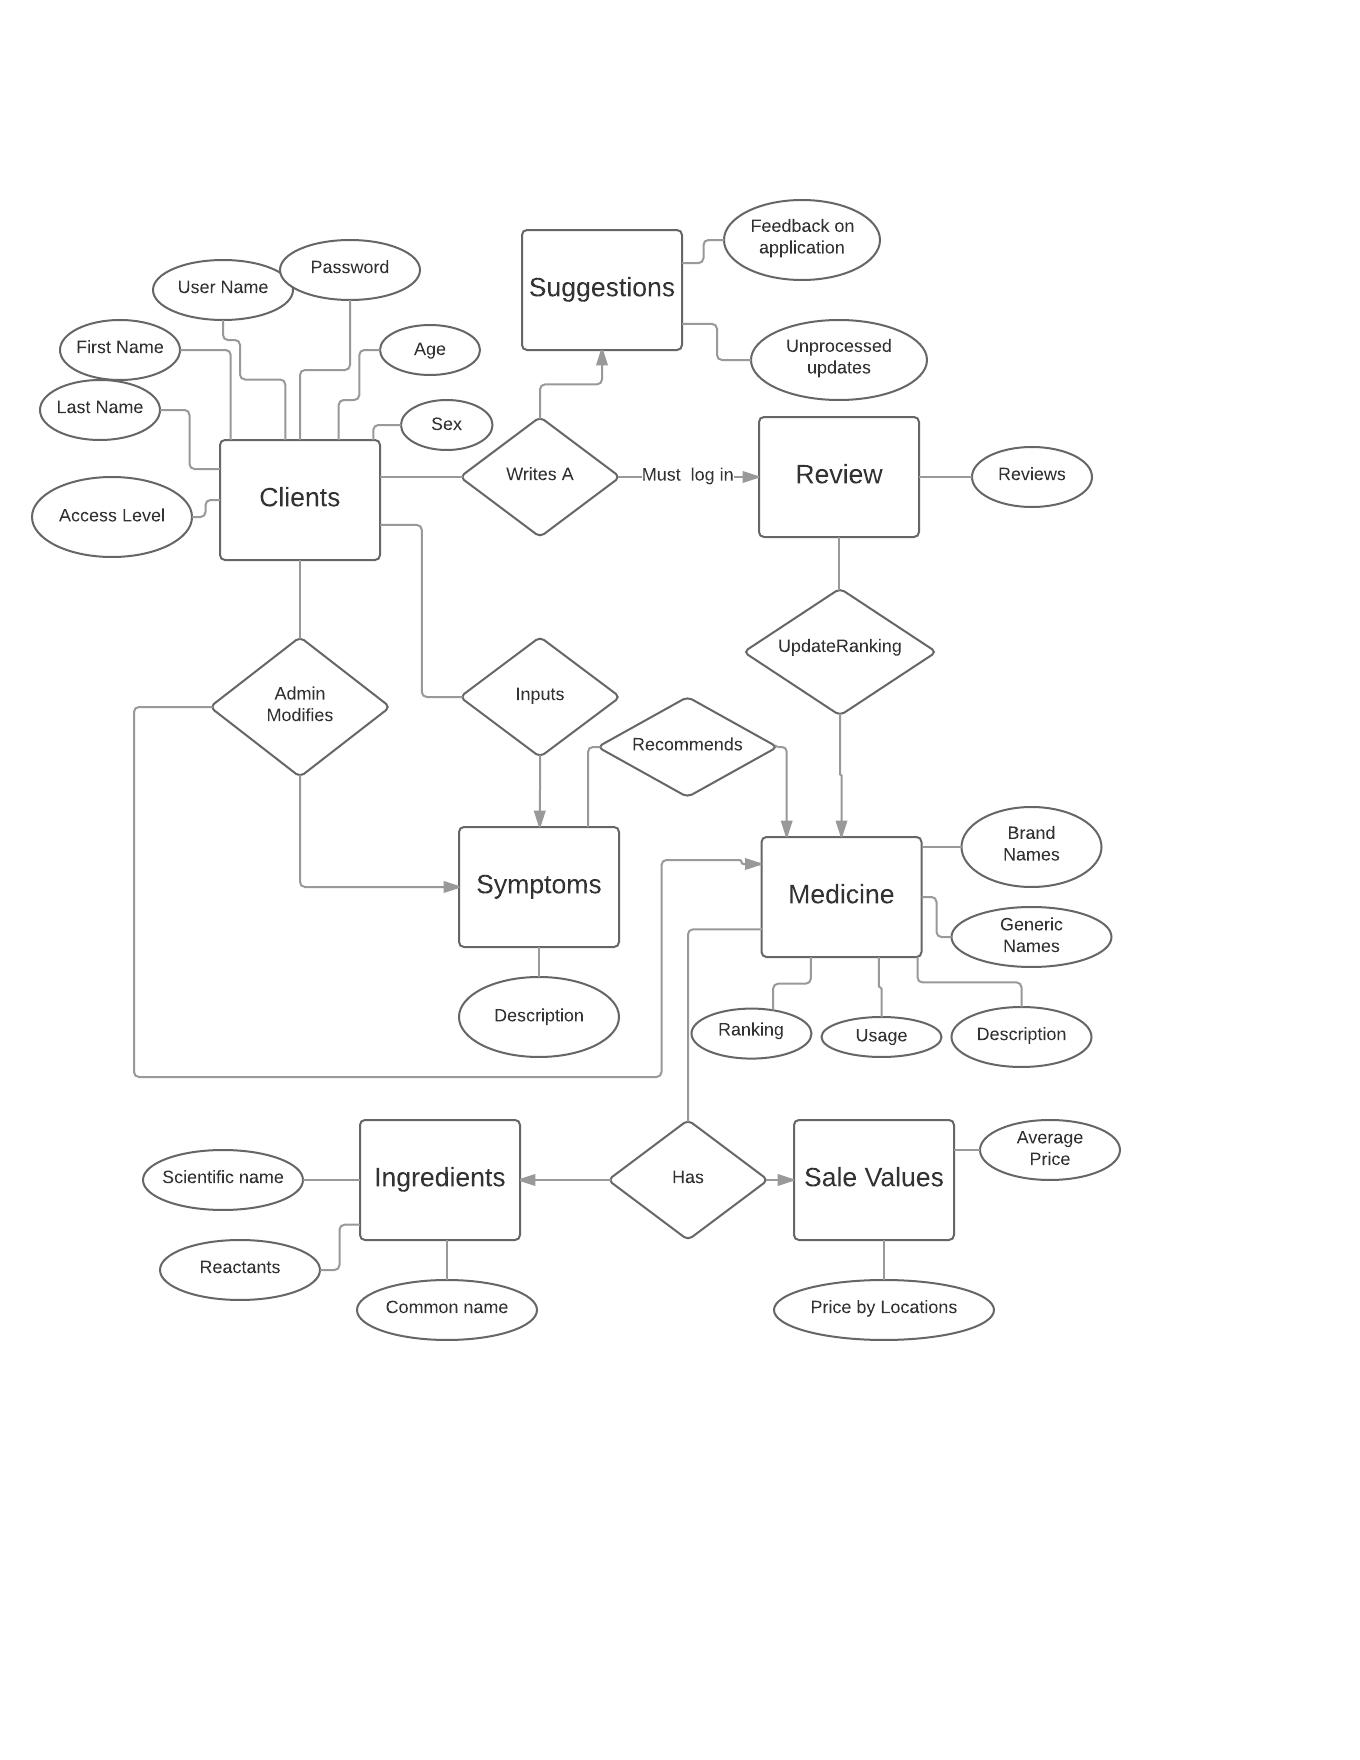 Feedback on
application
Suggestions
Password
User Name
Unprocessed
updates
First Name
Age
Last Name
Sex
Clients
Writes A
Must  log in
Review
Reviews
Access Level
UpdateRanking
Admin
Modifies
Inputs
Recommends
Brand
Names
Symptoms
Medicine
Generic
Names
Description
Ranking
Usage
Description
Average
Price
Scientific name
Ingredients
Has
Sale Values
Reactants
Common name
Price by Locations